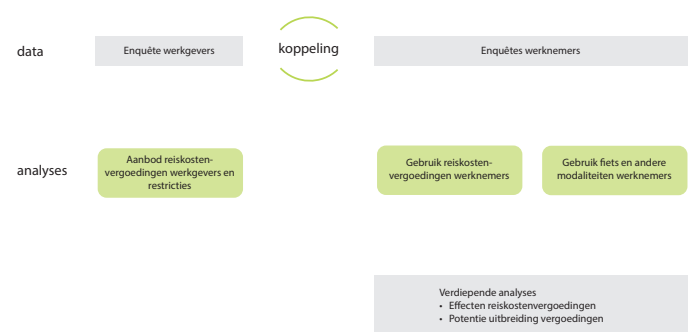 data
Enquête werkgevers
koppeling
Enquêtes werknemers
analyses
Aanbod reiskosten-
vergoedingen werkgevers en
restricties
Gebruik reiskosten-
vergoedingen werknemers
Gebruik fiets en andere
modaliteiten werknemers
Verdiepende analyses
• Effecten reiskostenvergoedingen
• Potentie uitbreiding vergoedingen